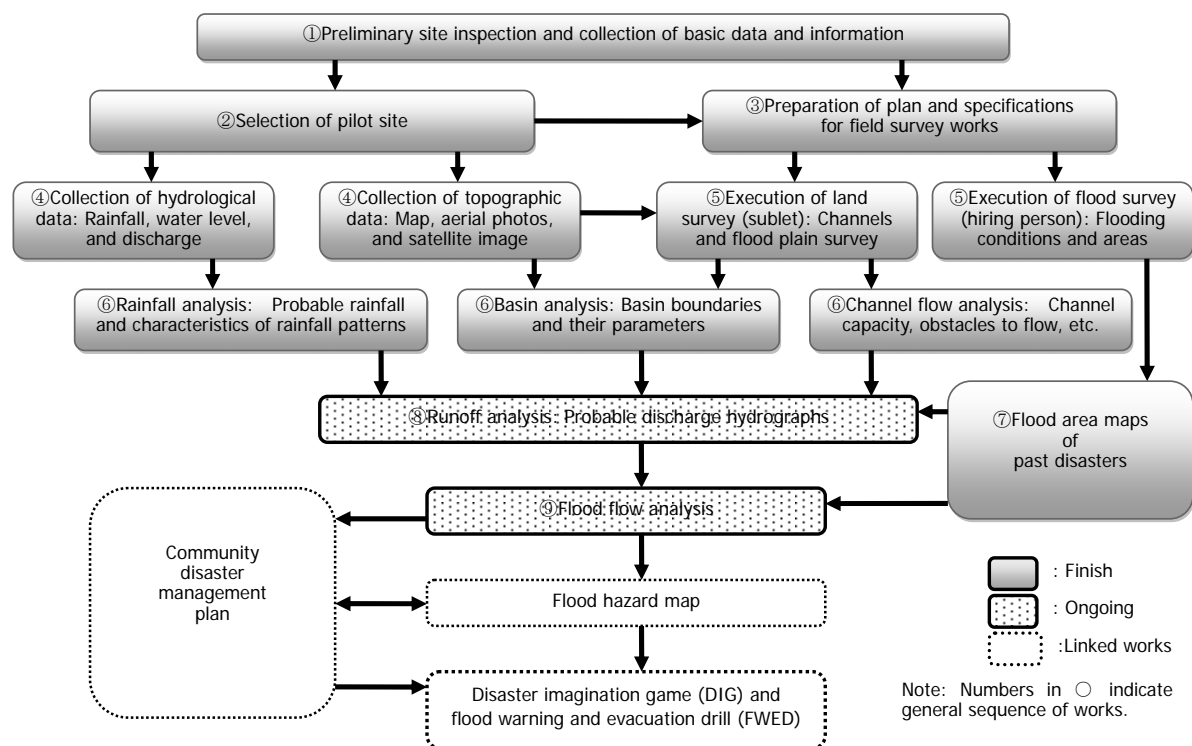 ①Preliminary site inspection and collection of basic data and information
②Selection of pilot site
③Preparation of plan and specifications
for field survey works
④Collection of hydrological
data: Rainfall, water level,
and discharge
④Collection of topographic
data: Map, aerial photos,
and satellite image
⑤Execution of land
survey (sublet): Channels
and flood plain survey
⑤Execution of flood survey
(hiring person): Flooding
conditions and areas
⑥Rainfall analysis: Probable rainfall
and characteristics of rainfall patterns
⑥Basin analysis: Basin boundaries
and their parameters
⑥Channel flow analysis: Channel
capacity, obstacles to flow, etc.
⑧Runoff analysis: Probable discharge hydrographs
⑦Flood area maps
of
past disasters
⑨Flood flow analysis
Community
disaster
management
plan
Flood hazard map
Disaster imagination game (DIG) and
flood warning and evacuation drill (FWED)
: Finish
: Ongoing
:Linked works
Note: Numbers in ○ indicate
general sequence of works.